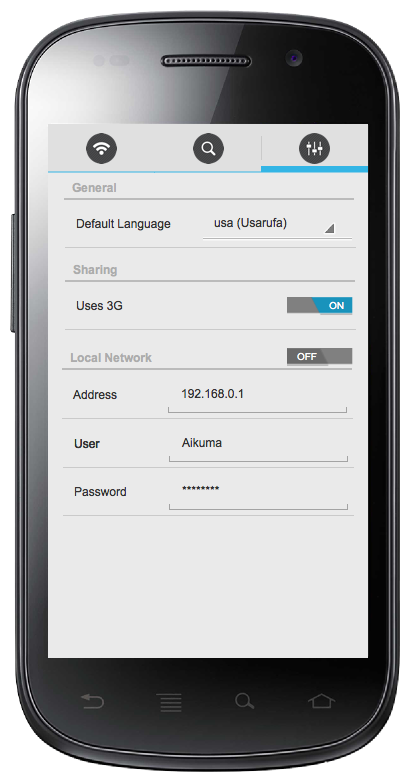 General
Default Language usa (Usarufa)
Sharing
Uses 3G ON
Local Network OFF
Address 192.168.0.1
User Aikuma
Password ********